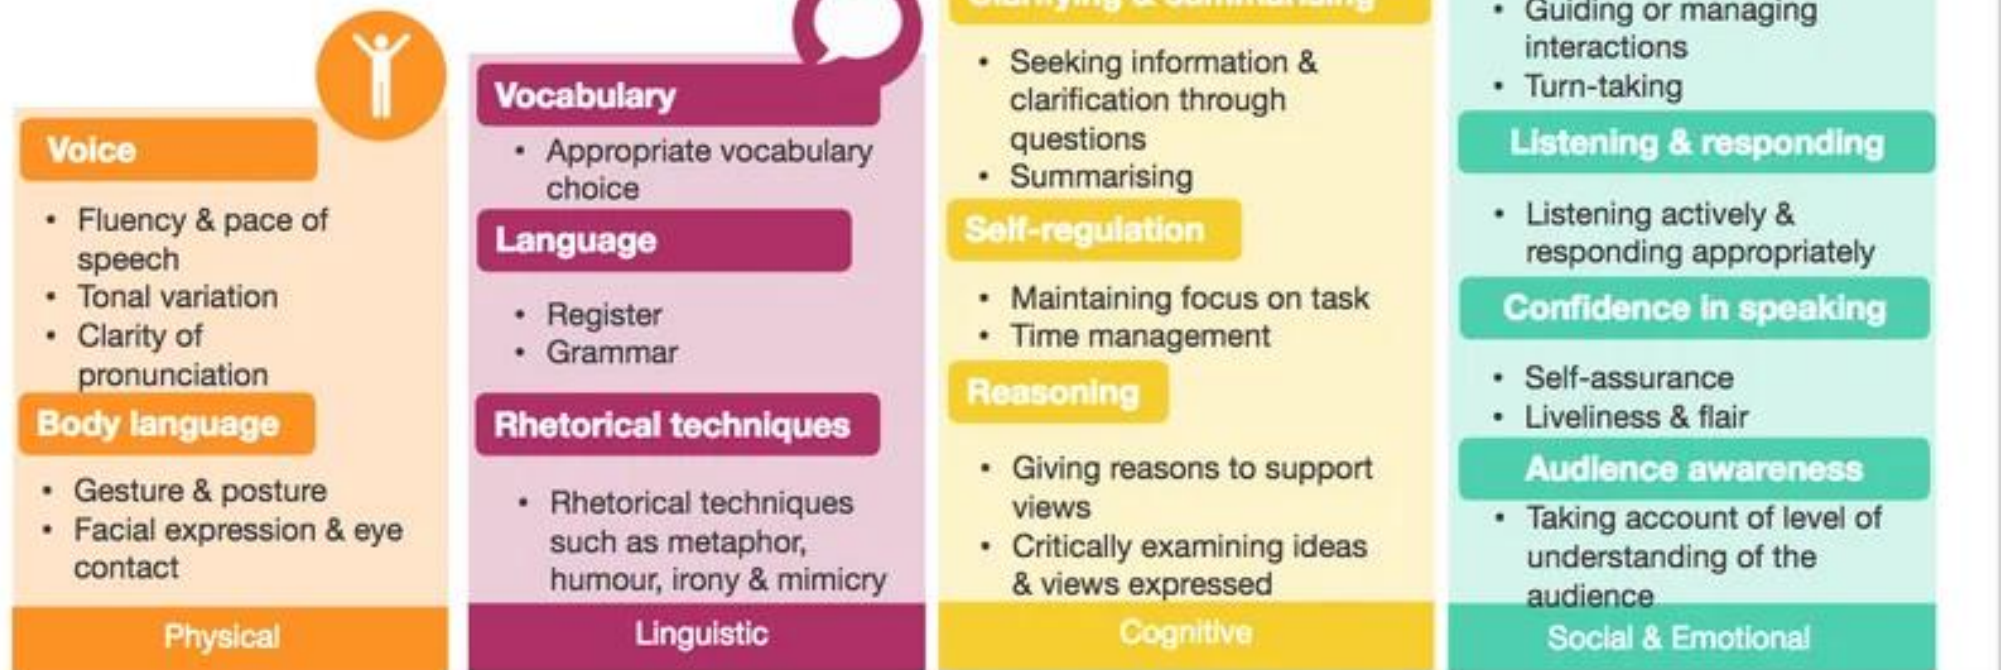 Voice
• Fluency & pace of
speech
• Tonal variation
• Clarity of
pronunciation
Body language
• Gesture & posture
• Facial expression & eye
contact
Physical
Vocabulary
• Appropriate vocabulary
choice
Language
• Register
• Grammar
Rhetorical techniques
• Rhetorical techniques
such as metaphor,
humour, irony & mimicry
Linguistic
Clarifying & summarising
• Seeking information &
clarification through
questions
• Summarising
Self-regulation
• Maintaining focus on task
• Time management
Reasoning
• Giving reasons to support
views
• Critically examining ideas
& views expressed
Cognitive
• Guiding or managing
interactions
• Turn-taking
Listening & responding
• Listening actively &
responding appropriately
Confidence in speaking
• Self-assurance
• Liveliness & flair
Audience awareness
• Taking account of level of
understanding of the
audience
Social & Emotional